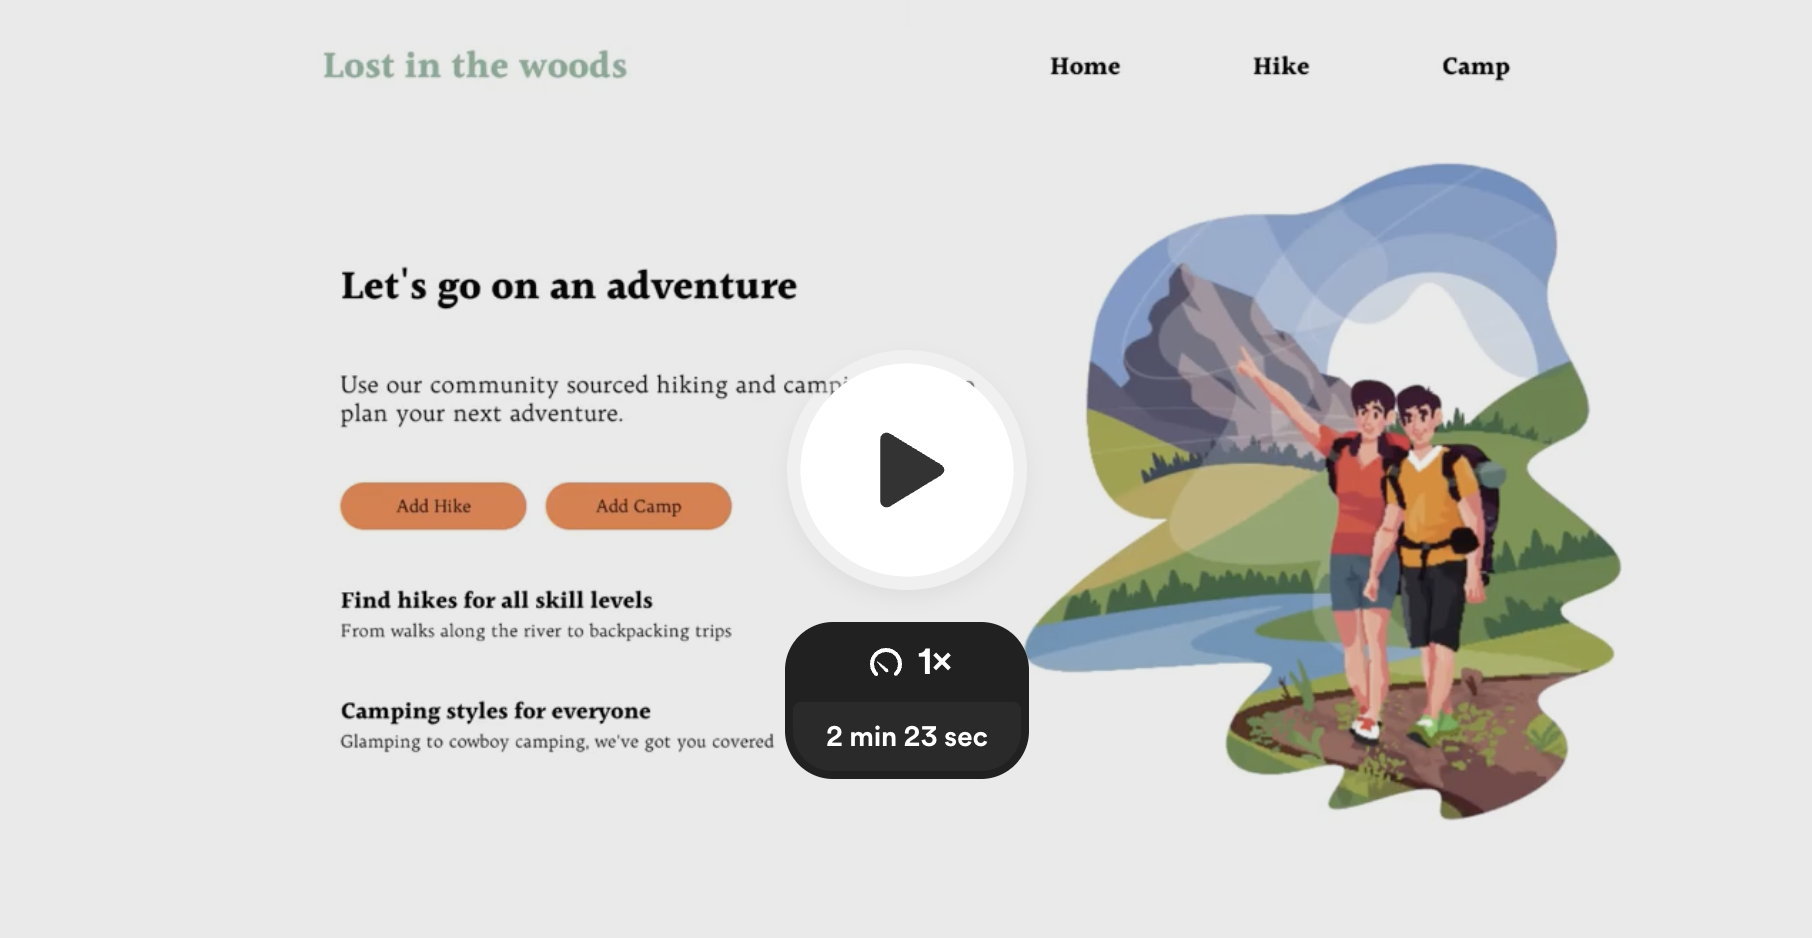 Lost in the woods
Home
Hike
Camp
Let's go on an adventure
Use our community sourced hiking and
plan your next adventure.
Add Hike
Add Camp
Find hikes for all skill levels
From walks along the river to backpacking trips
Camping styles for everyone
Glamping to cowboy camping, we've got you covered
1×
2 min 23 sec